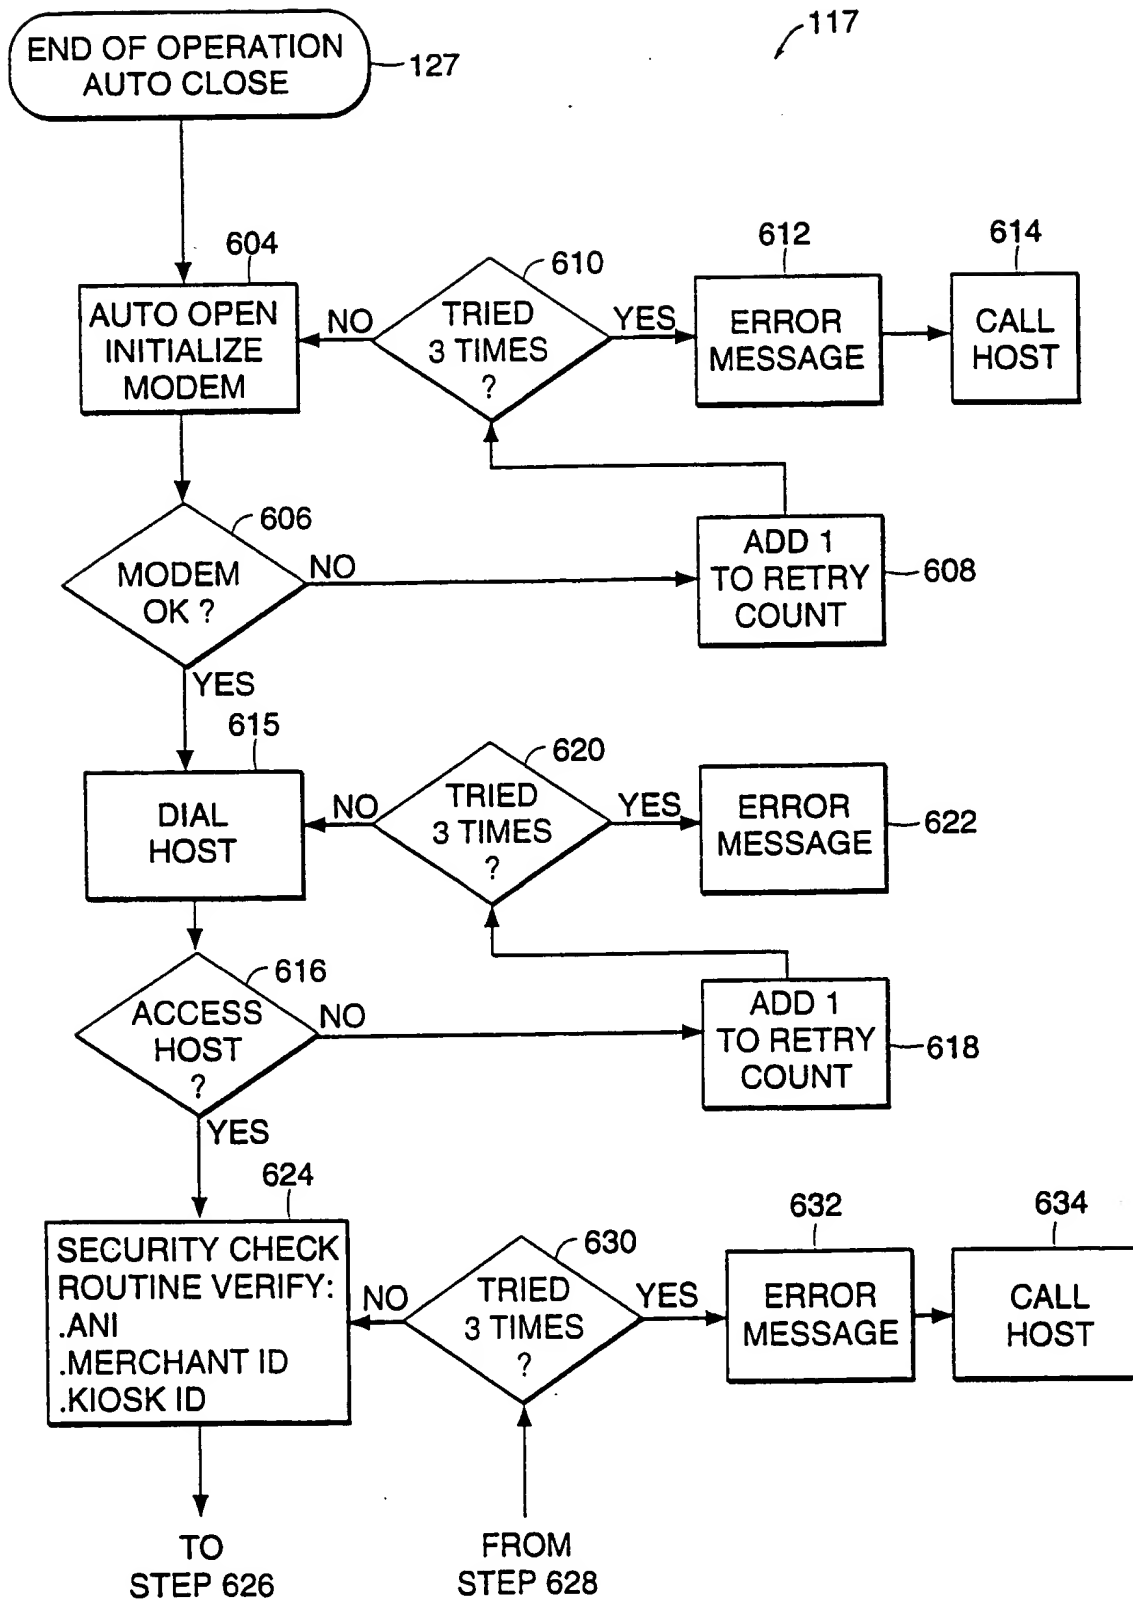 117
END OF OPERATION
AUTO CLOSE
127
604
AUTO OPEN
INITIALIZE
MODEM
NO
610
TRIED
3 TIMES
?
YES
612
ERROR
MESSAGE
614
CALL
HOST
606
MODEM
OK ?
NO
ADD 1
TO RETRY
COUNT
608
YES
615
DIAL
HOST
NO
620
TRIED
3 TIMES
?
YES
ERROR
MESSAGE
622
616
ACCESS
HOST
?
NO
ADD 1
TO RETRY
COUNT
618
YES
624
SECURITY CHECK
ROUTINE VERIFY:
.ANI
.MERCHANT ID
.KIOSK ID
NO
630
TRIED
3 TIMES
?
YES
632
ERROR
MESSAGE
634
CALL
HOST
TO
STEP 626
FROM
STEP 628